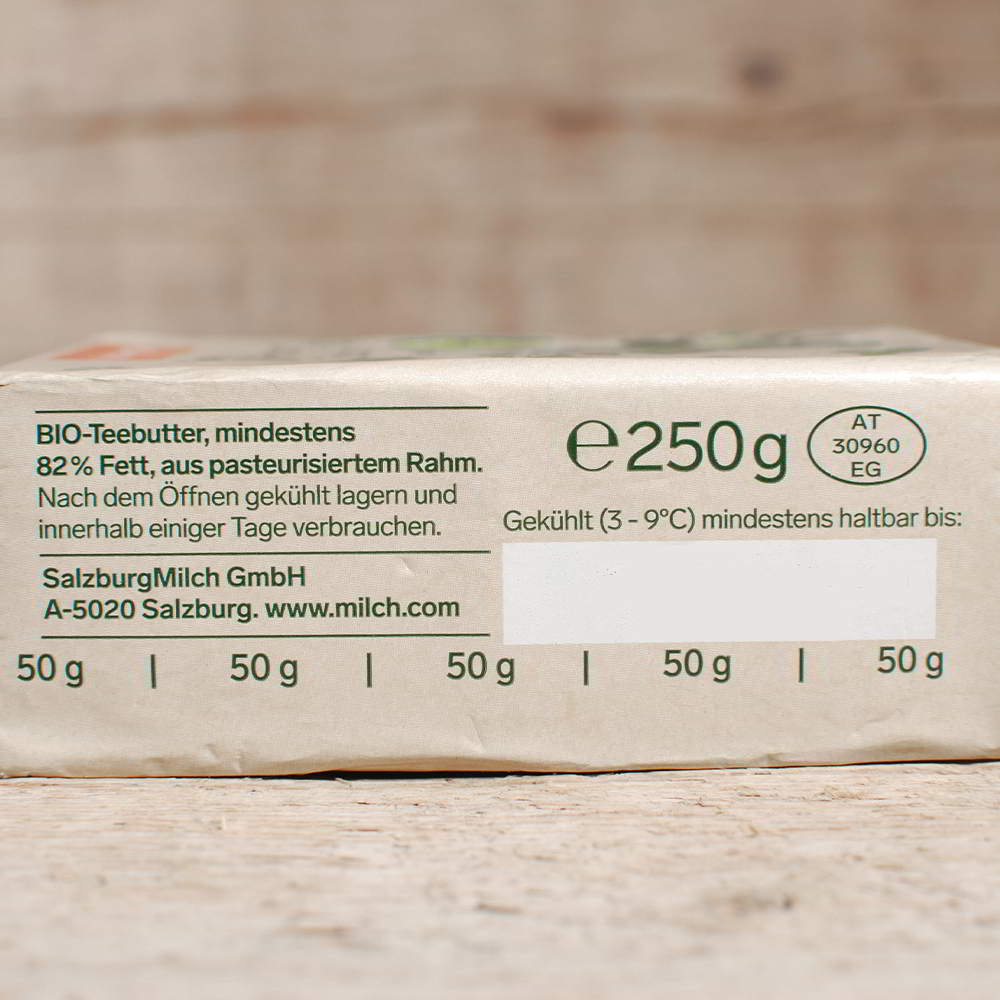 BIO-Teebutter, mindestens
82% Fett, aus pasteurisiertem Rahm.
Nach dem Öffnen gekühlt lagern und
innerhalb einiger Tage verbrauchen.
SalzburgMilch GmbH
A-5020 Salzburg. www.milch.com
℮250g
AT
30960
EG
Gekühlt (3 - 9°C) mindestens haltbar bis:
50 g | 50 g | 50 g | 50 g | 50 g